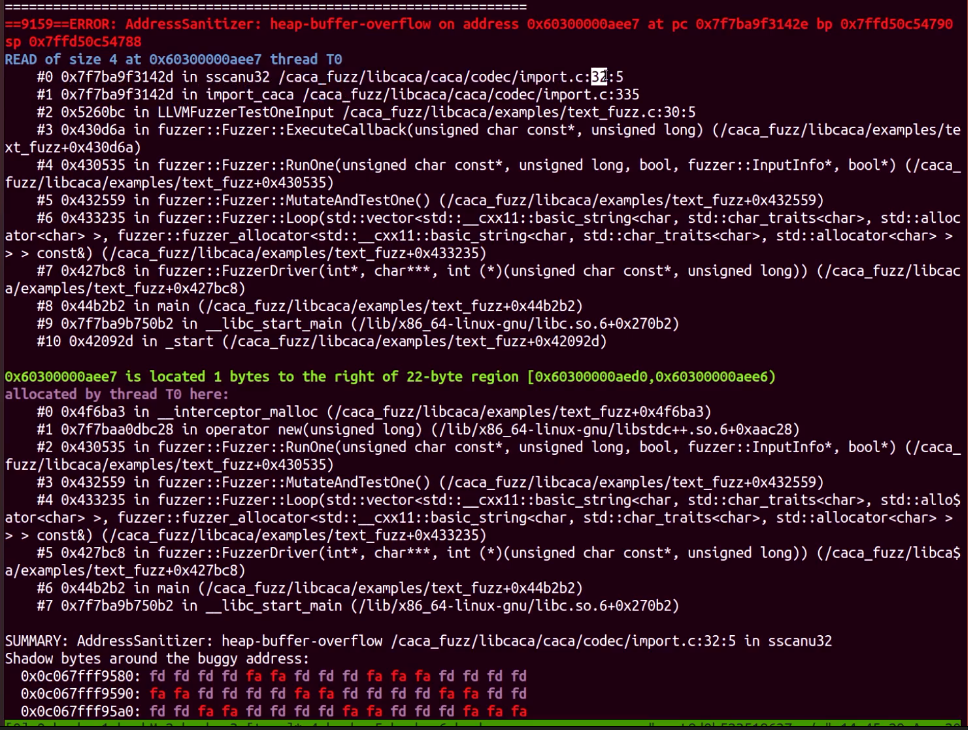 =================================================================
==9159==ERROR: AddressSanitizer: heap-buffer-overflow on address 0x60300000aee7 at pc 0x7f7ba9f3142e bp 0x7ffd50c54790
sp 0x7ffd50c54788
READ of size 4 at 0x60300000aee7 thread T0
#0 0x7f7ba9f3142d in sscanu32 /caca_fuzz/libcaca/caca/codec/import.c:32:5
#1 0x7f7ba9f3142d in import_caca /caca_fuzz/libcaca/caca/codec/import.c:335
#2 0x5260bc in LLVMFuzzerTestOneInput /caca_fuzz/libcaca/examples/text_fuzz.c:30:5
#3 0x430d6a in fuzzer::Fuzzer::ExecuteCallback(unsigned char const*, unsigned long) (/caca_fuzz/libcaca/examples/te
xt_fuzz+0x430d6a)
#4 0x430535 in fuzzer::Fuzzer::RunOne(unsigned char const*, unsigned long, bool, fuzzer::InputInfo*, bool*) (/caca_
fuzz/libcaca/examples/text_fuzz+0x430535)
#5 0x432559 in fuzzer::Fuzzer::MutateAndTestOne() (/caca_fuzz/libcaca/examples/text_fuzz+0x432559)
#6 0x433235 in fuzzer::Fuzzer::Loop(std::vector<std::__cxx11::basic_string<char, std::char_traits<char>, std::alloc
ator<char> >, fuzzer::fuzzer_allocator<std::__cxx11::basic_string<char, std::char_traits<char>, std::allocator<char> >
> > const&) (/caca_fuzz/libcaca/examples/text_fuzz+0x433235)
#7 0x427bc8 in fuzzer::FuzzerDriver(int*, char***, int (*)(unsigned char const*, unsigned long)) (/caca_fuzz/libcac
a/examples/text_fuzz+0x427bc8)
#8 0x44b2b2 in main (/caca_fuzz/libcaca/examples/text_fuzz+0x44b2b2)
#9 0x7f7ba9b750b2 in __libc_start_main (/lib/x86_64-linux-gnu/libc.so.6+0x270b2)
#10 0x42092d in _start (/caca_fuzz/libcaca/examples/text_fuzz+0x42092d)
0x60300000aee7 is located 1 bytes to the right of 22-byte region [0x60300000aed0,0x60300000aee6)
allocated by thread T0 here:
#0 0x4f6ba3 in __interceptor_malloc (/caca_fuzz/libcaca/examples/text_fuzz+0x4f6ba3)
#1 0x7f7baa0dbc28 in operator new(unsigned long) (/lib/x86_64-linux-gnu/libstdc++.so.6+0xaac28)
#2 0x430535 in fuzzer::Fuzzer::RunOne(unsigned char const*, unsigned long, bool, fuzzer::InputInfo*, bool*) (/caca_
fuzz/libcaca/examples/text_fuzz+0x430535)
#3 0x432559 in fuzzer::Fuzzer::MutateAndTestOne() (/caca_fuzz/libcaca/examples/text_fuzz+0x432559)
#4 0x433235 in fuzzer::Fuzzer::Loop(std::vector<std::__cxx11::basic_string<char, std::char_traits<char>, std::allo$
ator<char> >, fuzzer::fuzzer_allocator<std::__cxx11::basic_string<char, std::char_traits<char>, std::allocator<char> >
> > const&) (/caca_fuzz/libcaca/examples/text_fuzz+0x433235)
#5 0x427bc8 in fuzzer::FuzzerDriver(int*, char***, int (*)(unsigned char const*, unsigned long)) (/caca_fuzz/libca$
a/examples/text_fuzz+0x427bc8)
#6 0x44b2b2 in main (/caca_fuzz/libcaca/examples/text_fuzz+0x44b2b2)
#7 0x7f7ba9b750b2 in __libc_start_main (/lib/x86_64-linux-gnu/libc.so.6+0x270b2)
SUMMARY: AddressSanitizer: heap-buffer-overflow /caca_fuzz/libcaca/caca/codec/import.c:32:5 in sscanu32
Shadow bytes around the buggy address:
0x0c067fff9580: fd fd fd fd fa fa fd fd fd fa fa fa fd fd fd fd
0x0c067fff9590: fa fa fd fd fd fd fa fa fd fd fd fd fa fa fd fd
0x0c067fff95a0: fd fd fa fa fd fd fd fd fa fa fd fd fd fa fa fa